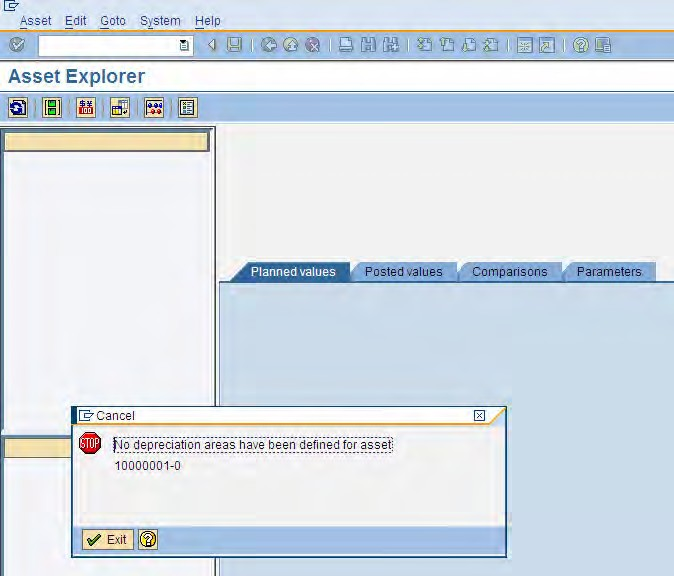 Asset Edit Goto System Help
Asset Explorer
Planned values Posted values Comparisons Parameters
Cancel
STOP No depreciation areas have been defined for asset
10000001-0
Exit